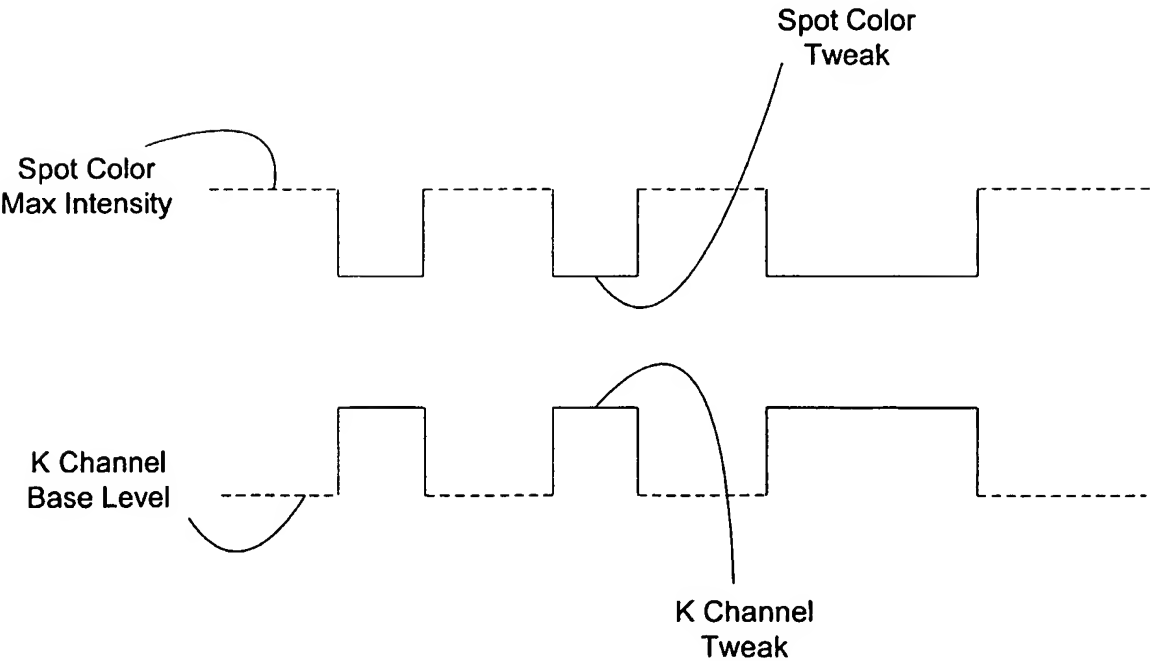 Spot Color
Tweak
Spot Color
Max Intensity
K Channel
Base Level
K Channel
Tweak